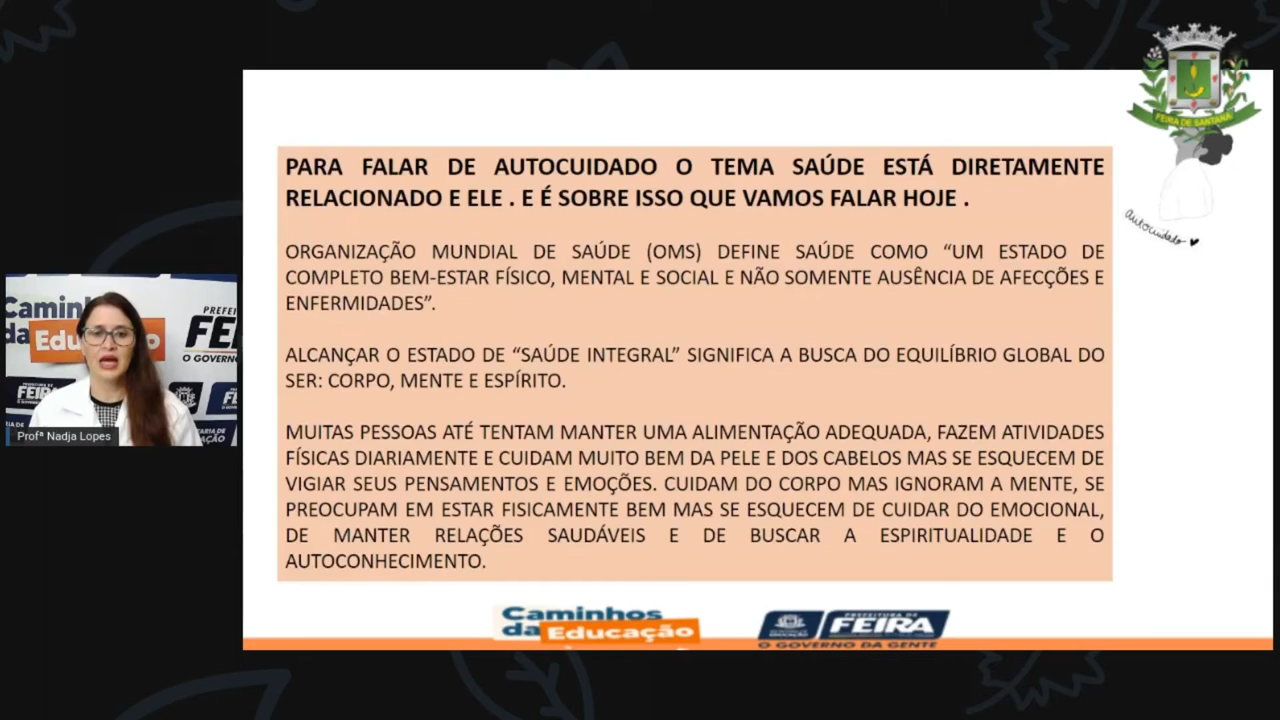 FEIRA DE SANTANA
autocuidado
PARA FALAR DE AUTOCUIDADO O TEMA SAÚDE ESTÁ DIRETAMENTE
RELACIONADO E ELE . E É SOBRE ISSO QUE VAMOS FALAR HOJE .
ORGANIZAÇÃO MUNDIAL DE SAÚDE (OMS) DEFINE SAÚDE COMO “UM ESTADO DE
COMPLETO BEM-ESTAR FÍSICO, MENTAL E SOCIAL E NÃO SOMENTE AUSÊNCIA DE AFECÇÕES E
ENFERMIDADES”.
ALCANÇAR O ESTADO DE “SAÚDE INTEGRAL” SIGNIFICA A BUSCA DO EQUILÍBRIO GLOBAL DO
SER: CORPO, MENTE E ESPÍRITO.
MUITAS PESSOAS ATÉ TENTAM MANTER UMA ALIMENTAÇÃO ADEQUADA, FAZEM ATIVIDADES
FÍSICAS DIARIAMENTE E CUIDAM MUITO BEM DA PELE E DOS CABELOS MAS SE ESQUECEM DE
VIGIAR SEUS PENSAMENTOS E EMOÇÕES. CUIDAM DO CORPO MAS IGNORAM A MENTE, SE
PREOCUPAM EM ESTAR FISICAMENTE BEM MAS SE ESQUECEM DE CUIDAR DO EMOCIONAL,
DE MANTER RELAÇÕES SAUDÁVEIS E DE BUSCAR A ESPIRITUALIDADE E O
AUTOCONHECIMENTO.
Caminhos
da Educação
PREFEITURA DE
FEIRA
EDUCAÇÃO
O GOVERNO DA GENTE
Profª Nadja Lopes